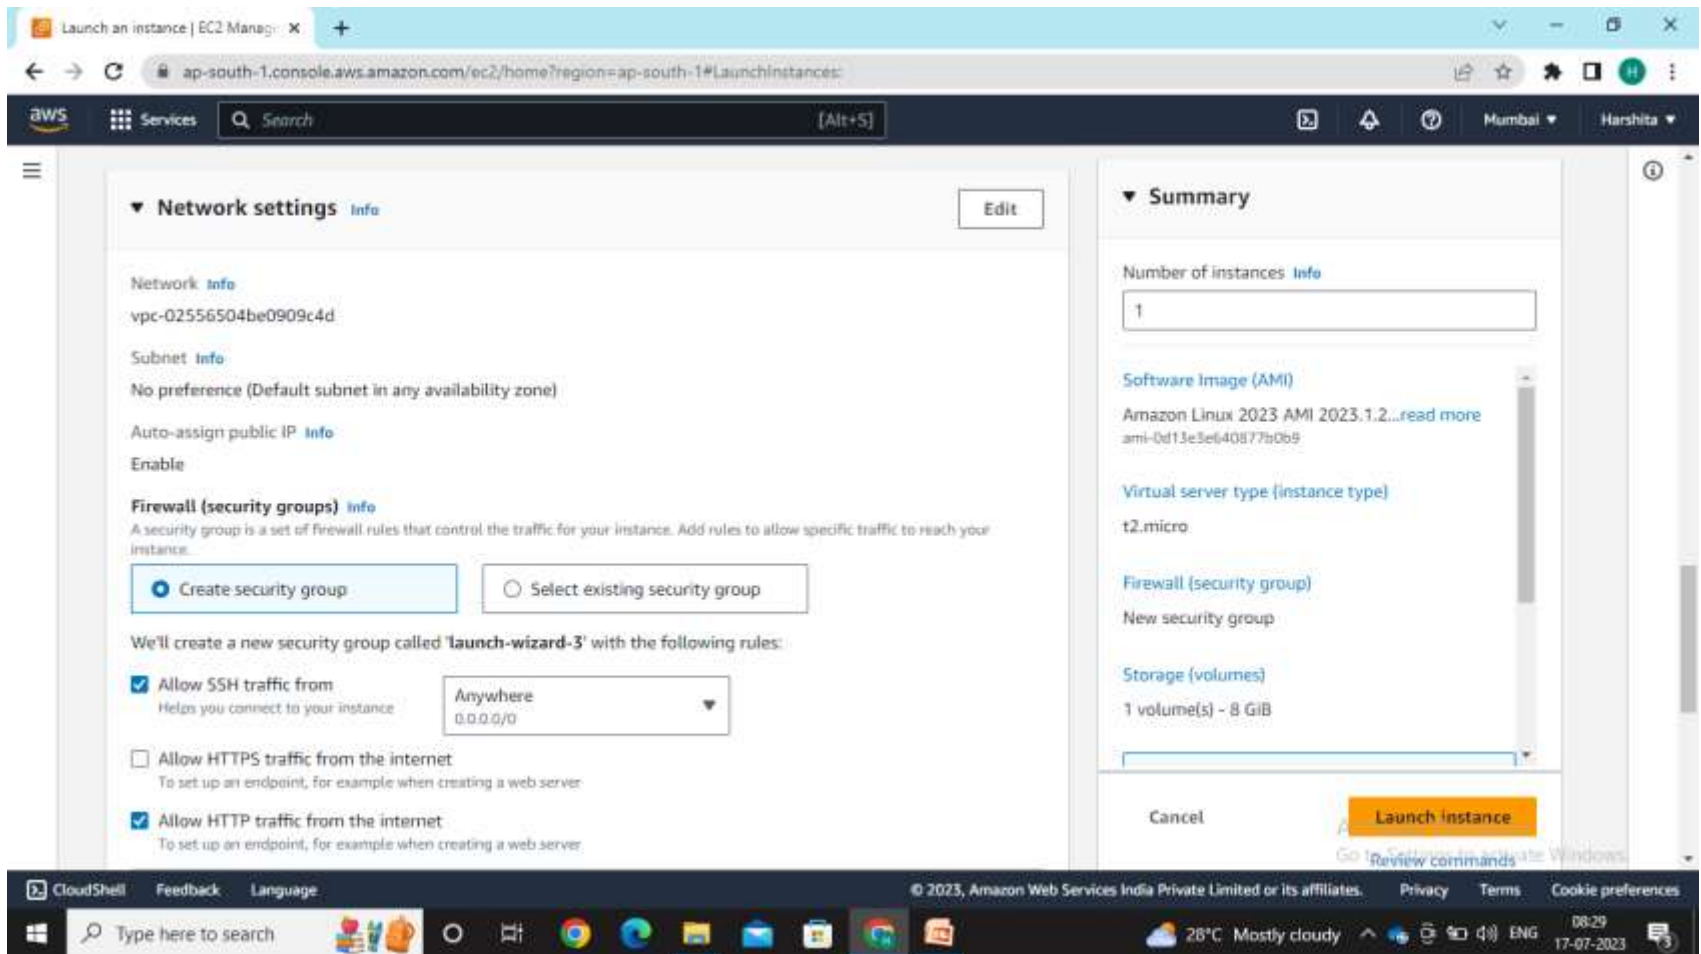 Launch an instance | EC2 Manag
ap-south-1.console.aws.amazon.com/ec2/home?region=ap-south-1#LaunchInstances:
H
aws
Services
Search
[Alt+S]
Mumbai
Harshita
Network settings Info
Edit
Network Info
vpc-02556504be0909c4d
Subnet Info
No preference (Default subnet in any availability zone)
Auto-assign public IP Info
Enable
Firewall (security groups) Info
A security group is a set of firewall rules that control the traffic for your instance. Add rules to allow specific traffic to reach your
instance.
Create security group
Select existing security group
We'll create a new security group called 'launch-wizard-3' with the following rules:
Allow SSH traffic from
Helps you connect to your instance
Anywhere
0.0.0.0/0
Allow HTTPS traffic from the internet
To set up an endpoint, for example when creating a web server
Allow HTTP traffic from the internet
To set up an endpoint, for example when creating a web server
Summary
Number of instances Info
1
Software Image (AMI)
Amazon Linux 2023 AMI 2023.1.2...read more
ami-0d13e3e640877b0b9
Virtual server type (instance type)
t2.micro
Firewall (security group)
New security group
Storage (volumes)
1 volume(s) - 8 GiB
Cancel
Launch instance
Go to Settings to activate Windows.
Review commands
CloudShell
Feedback
Language
© 2023, Amazon Web Services India Private Limited or its affiliates.
Privacy
Terms
Cookie preferences
Type here to search
28°C Mostly cloudy
ENG
08:29
17-07-2023
3